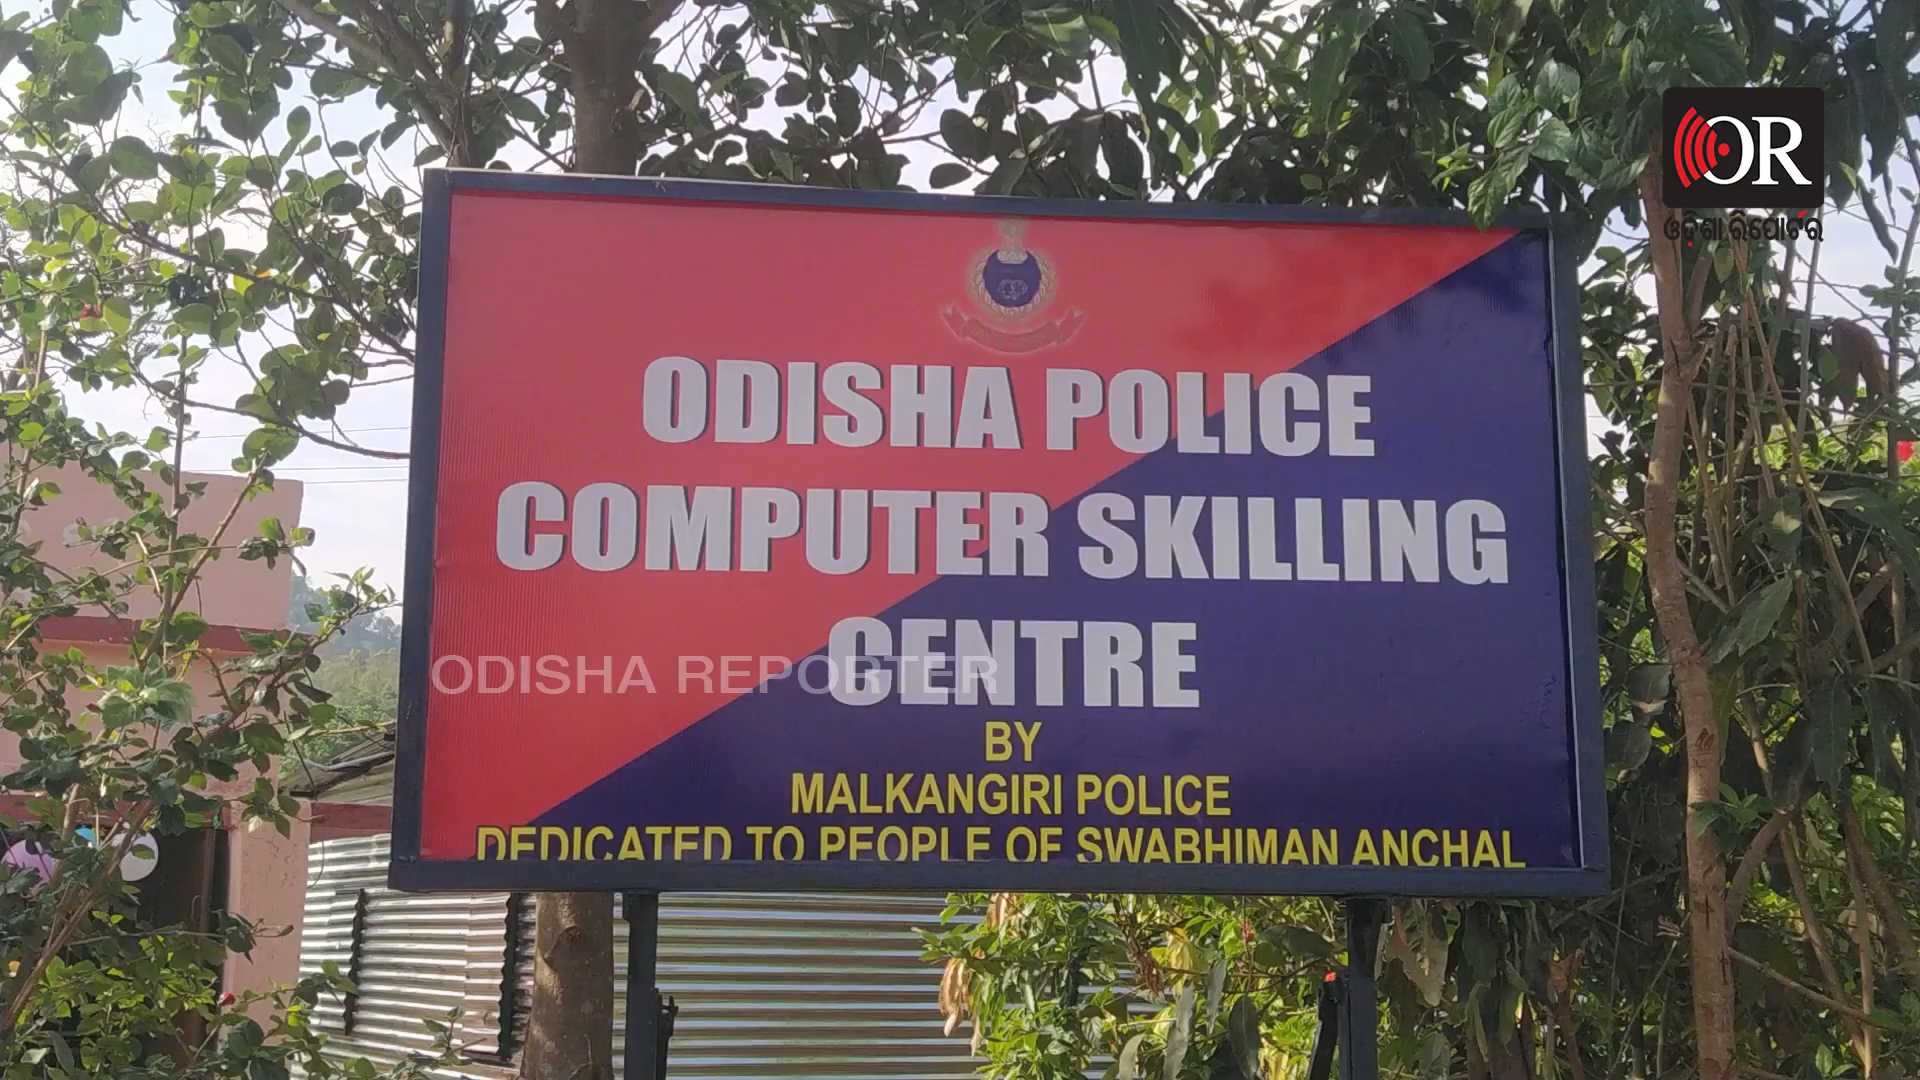 OR
ଓଡ଼ିଶା ରିପୋର୍ଟର
ODISHA POLICE
COMPUTER SKILLING
CENTRE
ODISHA REPORTER
BY
MALKANGIRI POLICE
DEDICATED TO PEOPLE OF SWABHIMAN ANCHAL